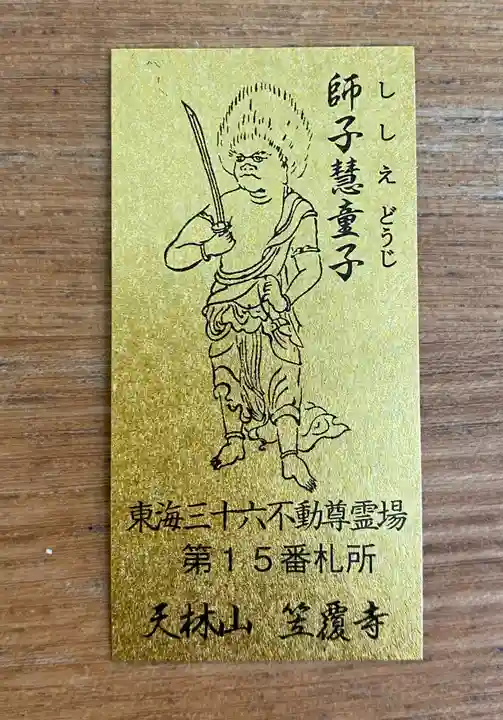 師子慧童子
ししえどうじ
東海三十六不動尊霊場
第15番札所
天林山 笠覆寺